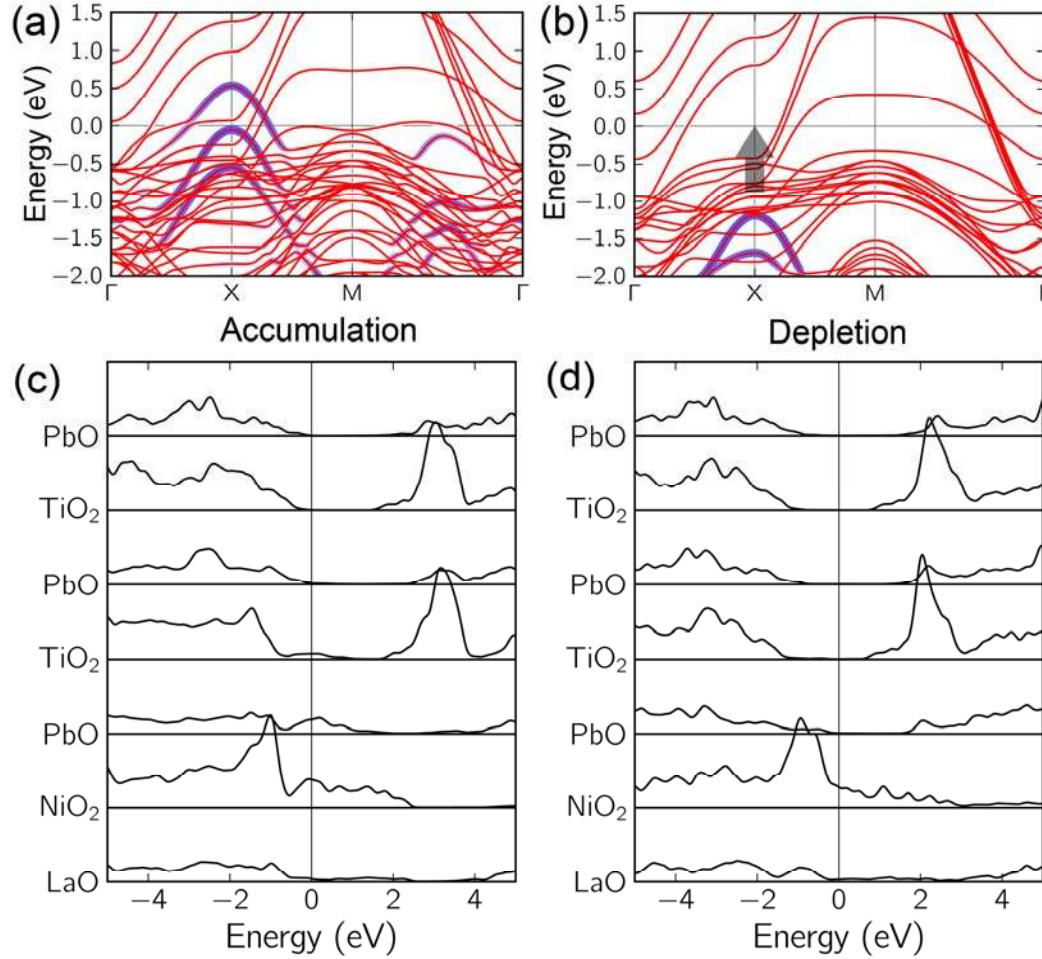 (a)
Energy (eV)
1.5
1.0
0.5
0.0
−0.5
−1.0
−1.5
−2.0
Γ X M Γ
Accumulation
(b)
Energy (eV)
1.5
1.0
0.5
0.0
−0.5
−1.0
−1.5
−2.0
Γ X M
Depletion
(c)
PbO
TiO₂
PbO
TiO₂
PbO
NiO₂
LaO
−4 −2 0 2 4
Energy (eV)
(d)
PbO
TiO₂
PbO
TiO₂
PbO
NiO₂
LaO
−4 −2 0 2 4
Energy (eV)